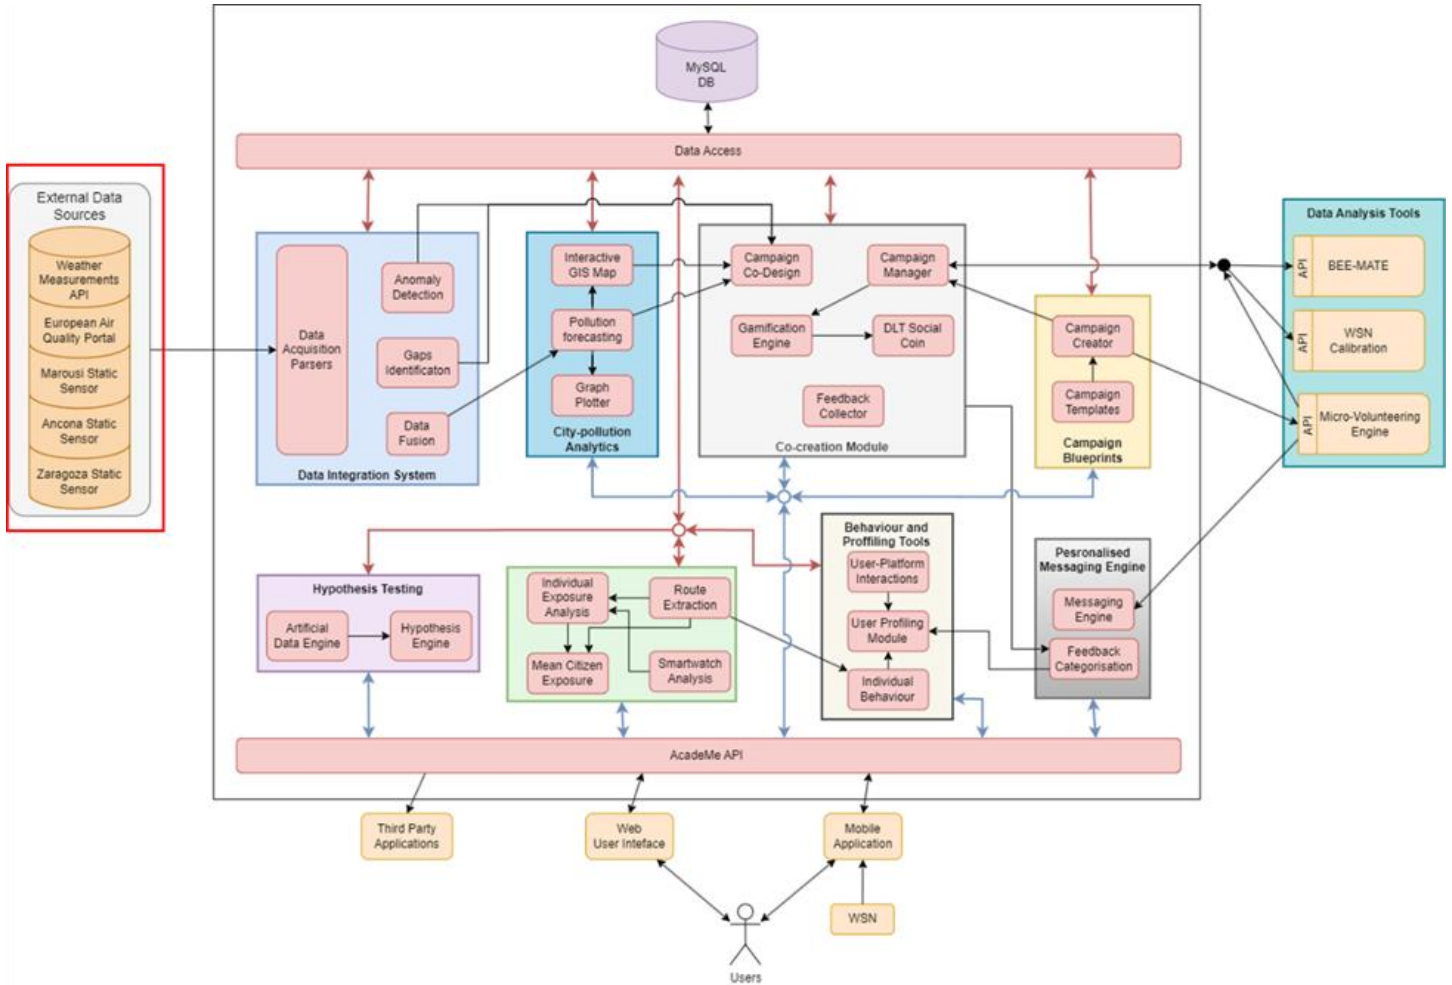 MySQL
DB
Data Access
External Data
Sources
Weather
Measurements
API
European Air
Quality Portal
Marousi Static
Sensor
Ancona Static
Sensor
Zaragoza Static
Sensor
Data
Acquisition
Parsers
Anomaly
Detection
Gaps
Identificaton
Data
Fusion
Data Integration System
Interactive
GIS Map
Pollution
forecasting
Graph
Plotter
City-pollution
Analytics
Campaign
Co-Design
Campaign
Manager
Gamification
Engine
DLT Social
Coin
Feedback
Collector
Co-creation Module
Campaign
Creator
Campaign
Templates
Campaign
Blueprints
Data Analysis Tools
API
BEE-MATE
API
WSN
Calibration
API
Micro-Volunteering
Engine
Hypothesis Testing
Artificial
Data Engine
Hypothesis
Engine
Individual
Exposure
Analysis
Route
Extraction
Mean Citizen
Exposure
Smartwatch
Analysis
Behaviour and
Proffiling Tools
User-Platform
Interactions
User Profiling
Module
Individual
Behaviour
Pesronalised
Messaging Engine
Messaging
Engine
Feedback
Categorisation
AcadeMe API
Third Party
Applications
Web
User Inteface
Mobile
Application
WSN
Users